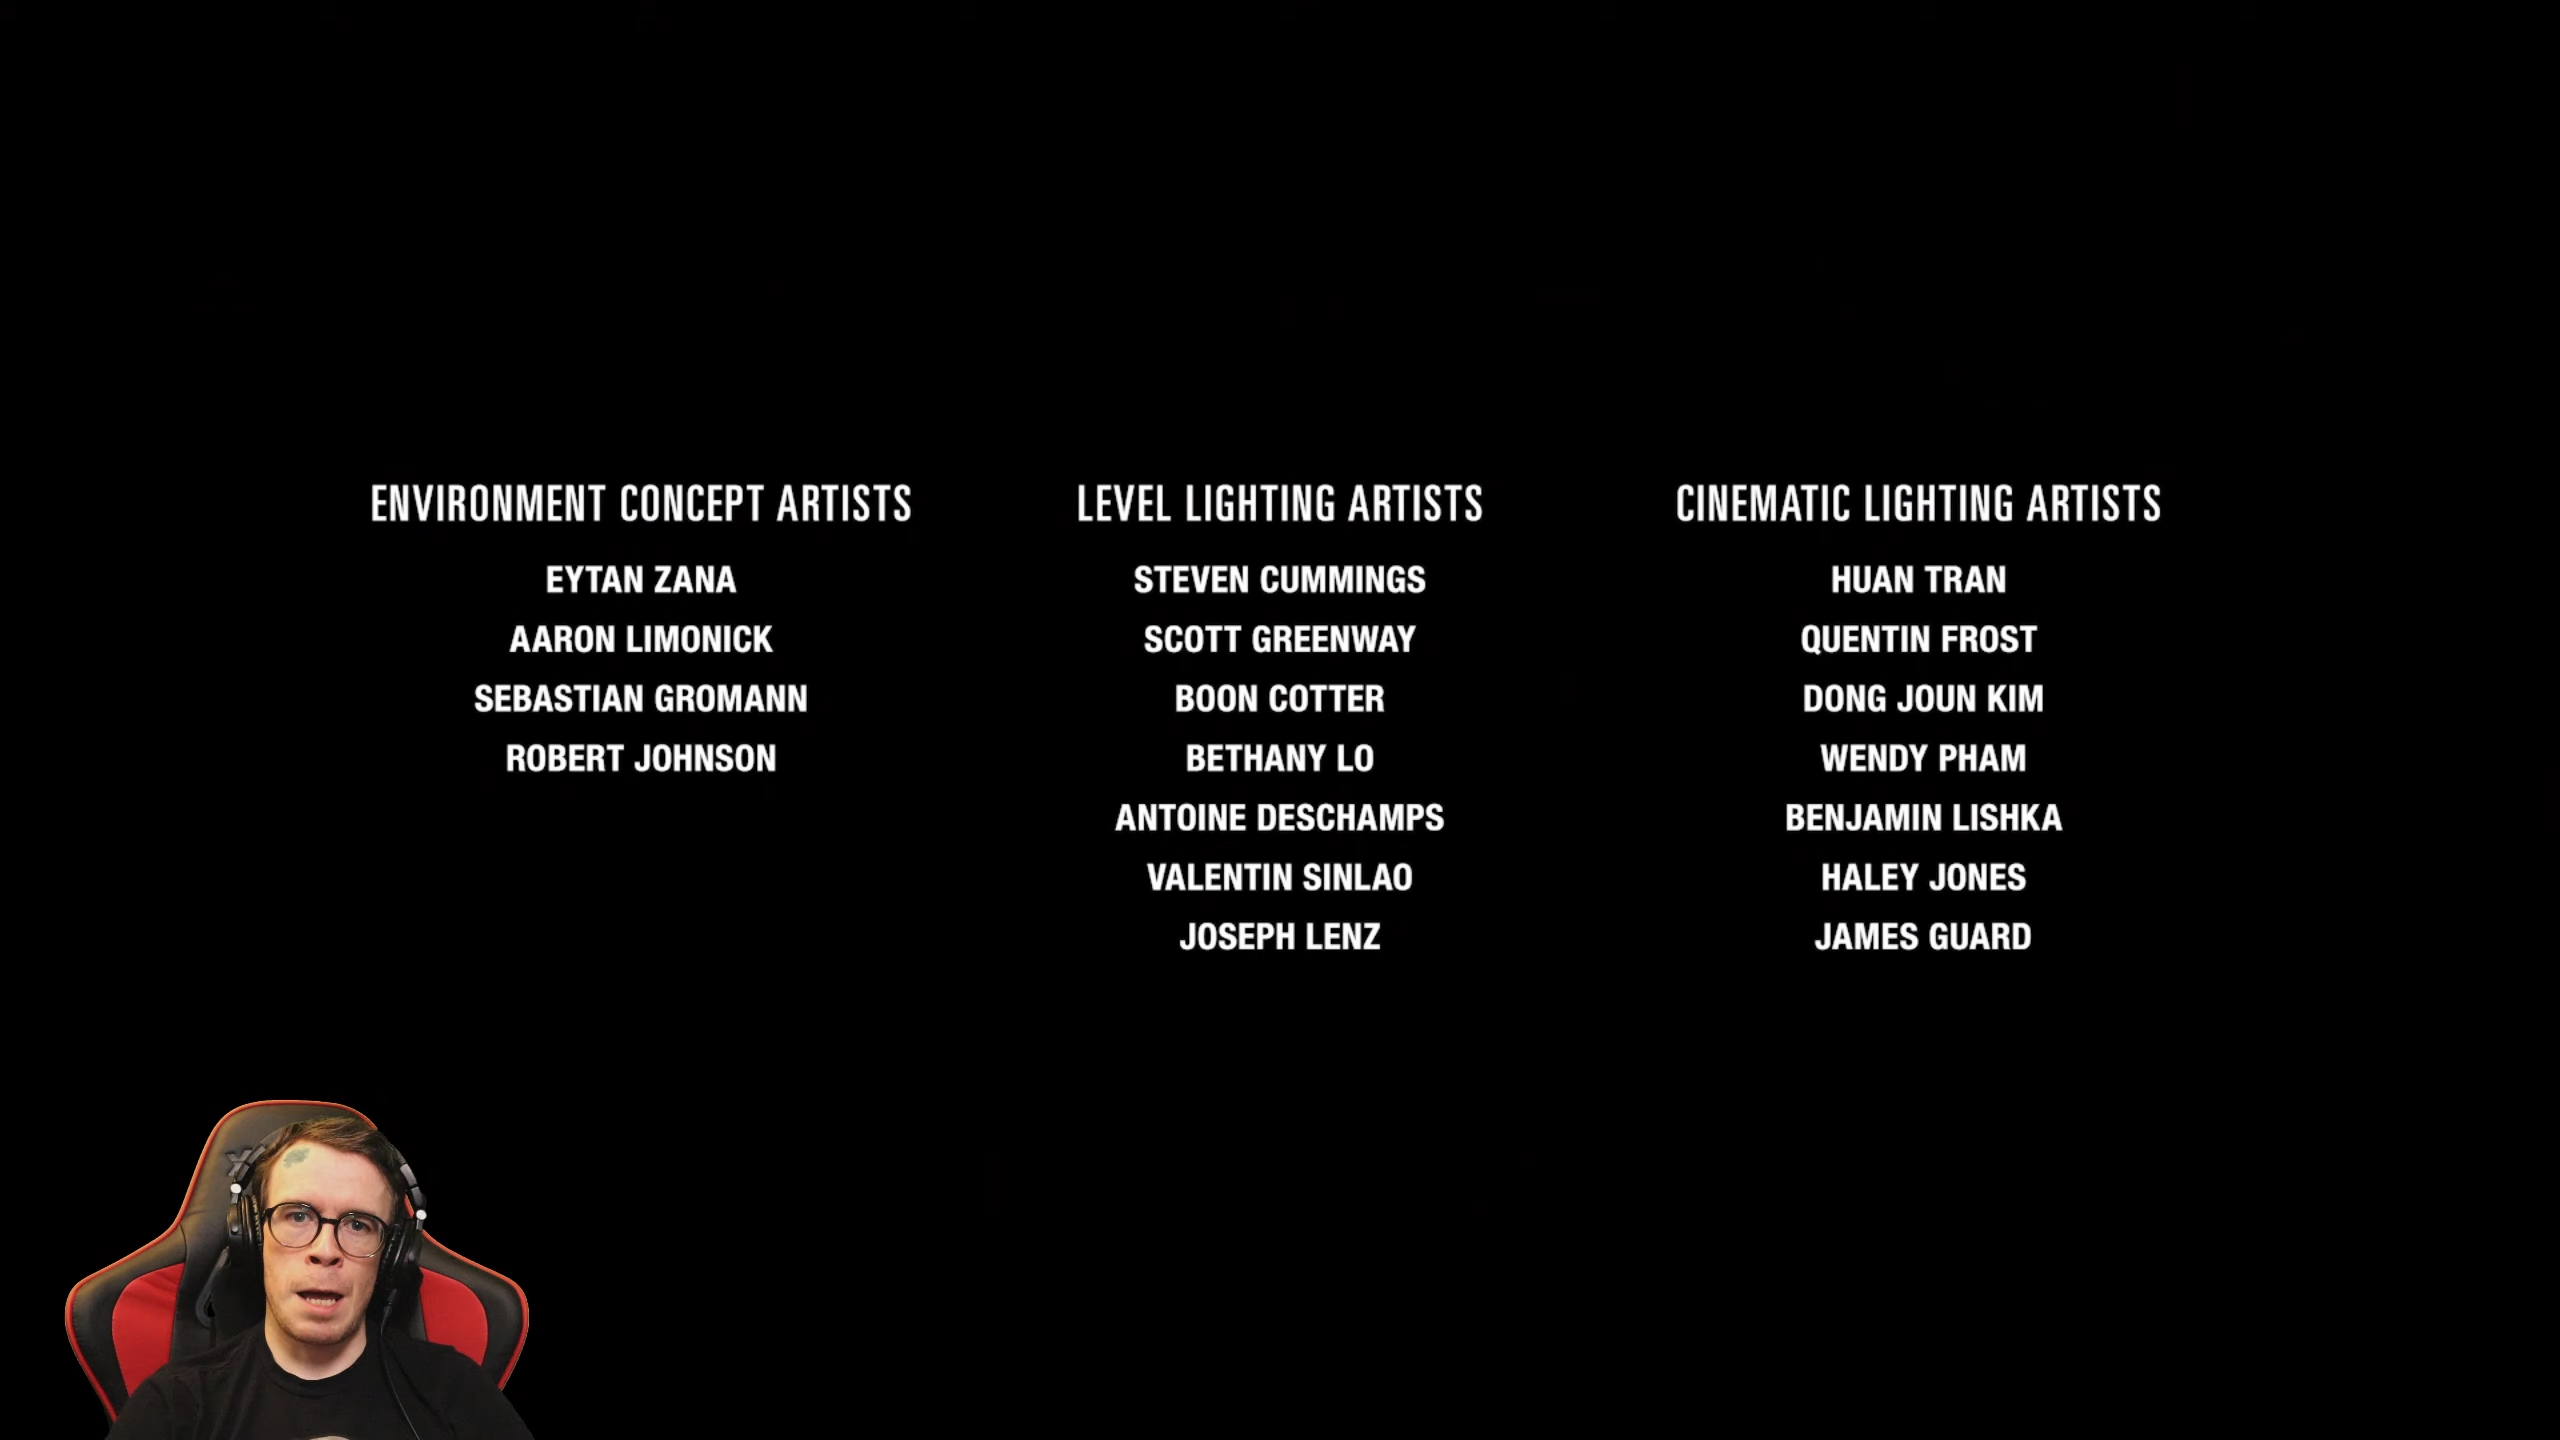 ENVIRONMENT CONCEPT ARTISTS
EYTAN ZANA
AARON LIMONICK
SEBASTIAN GROMANN
ROBERT JOHNSON
LEVEL LIGHTING ARTISTS
STEVEN CUMMINGS
SCOTT GREENWAY
BOON COTTER
BETHANY LO
ANTOINE DESCHAMPS
VALENTIN SINLAO
JOSEPH LENZ
CINEMATIC LIGHTING ARTISTS
HUAN TRAN
QUENTIN FROST
DONG JOUN KIM
WENDY PHAM
BENJAMIN LISHKA
HALEY JONES
JAMES GUARD